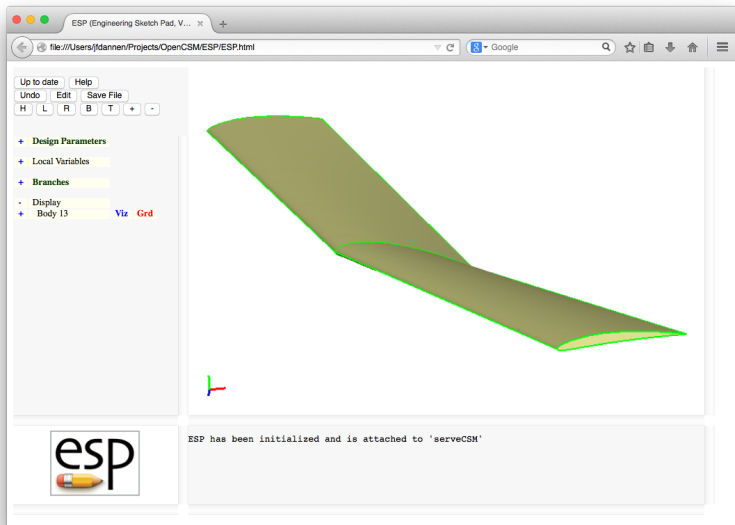 ESP (Engineering Sketch Pad, V...
file:///Users/jfdannen/Projects/OpenCSM/ESP/ESP.html
Google
Up to date Help
Undo Edit Save File
H L R B T + -
+ Design Parameters
+ Local Variables
+ Branches
- Display
+ Body 13 Viz Grd
esp
ESP has been initialized and is attached to 'serveCSM'